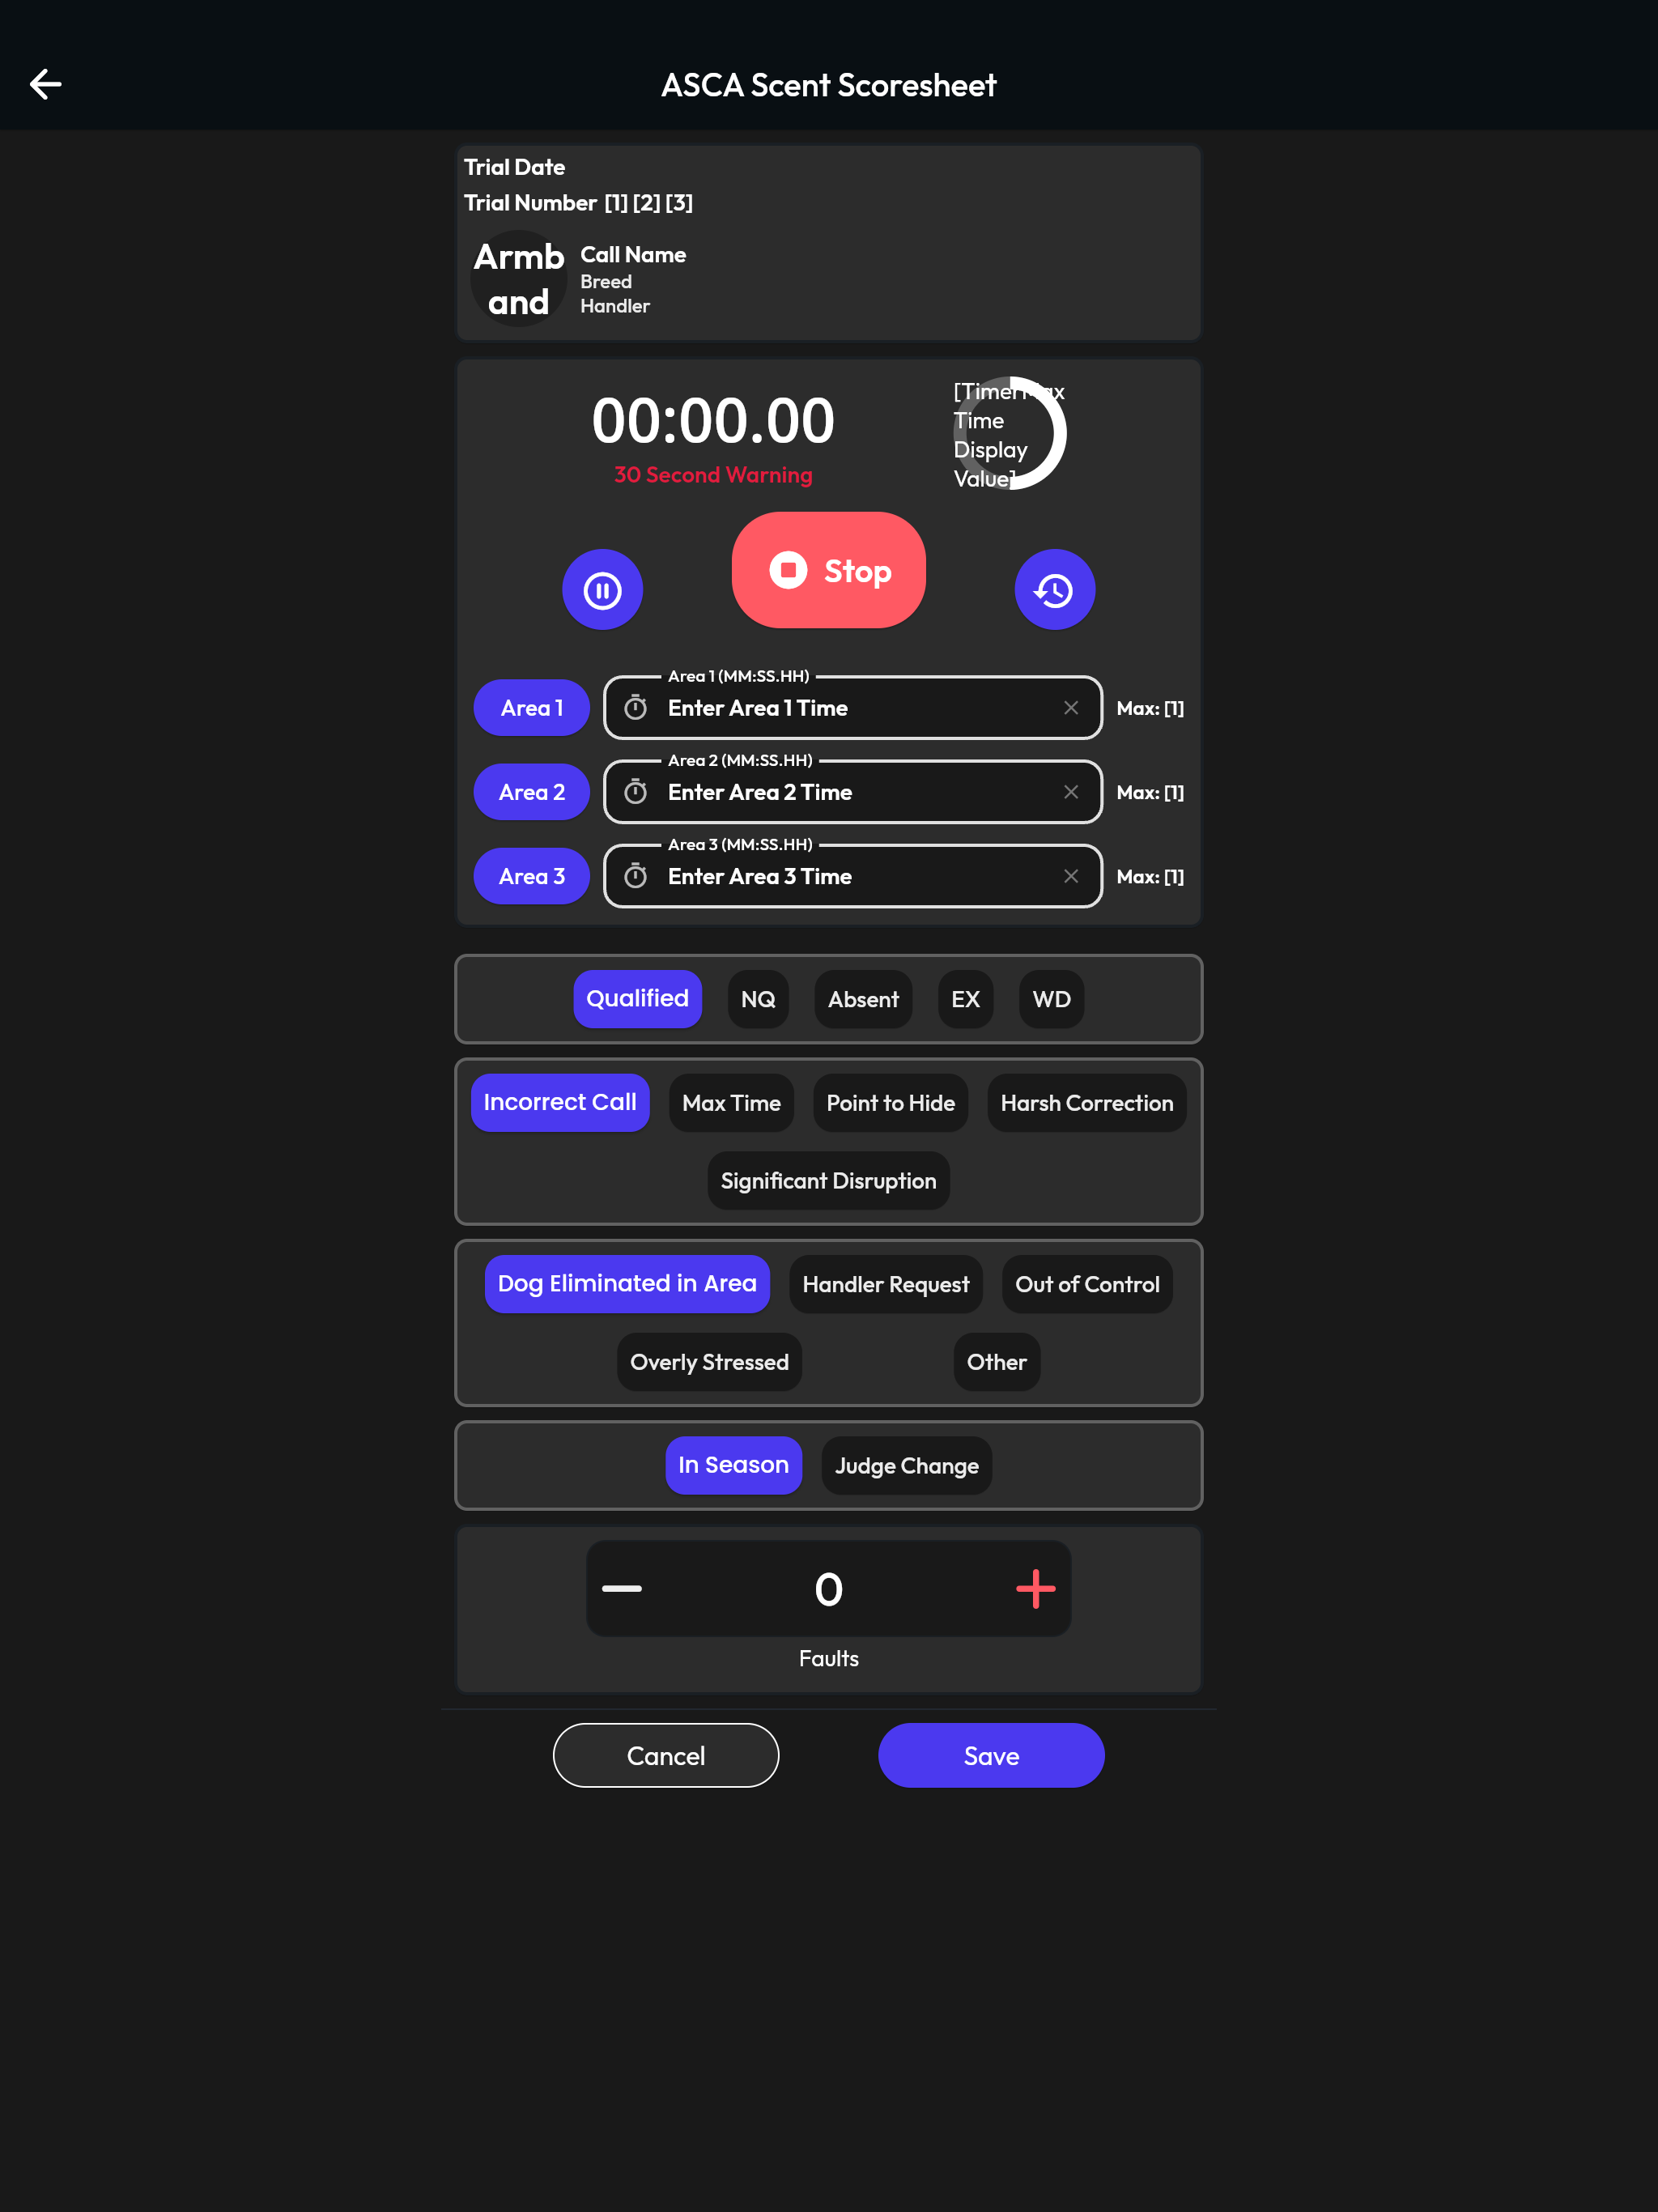 ASCA Scent Scoresheet
Trial Date
Trial Number [1] [2] [3]
Armb
and
Call Name
Breed
Handler
00:00.00
30 Second Warning
[TimerMax
Time
Display
Value]
Stop
Area 1
Area 1 (MM:SS.HH)
Enter Area 1 Time
Max: [1]
Area 2
Area 2 (MM:SS.HH)
Enter Area 2 Time
Max: [1]
Area 3
Area 3 (MM:SS.HH)
Enter Area 3 Time
Max: [1]
Qualified NQ Absent EX WD
Incorrect Call Max Time Point to Hide Harsh Correction
Significant Disruption
Dog Eliminated in Area Handler Request Out of Control
Overly Stressed Other
In Season Judge Change
0
Faults
Cancel Save